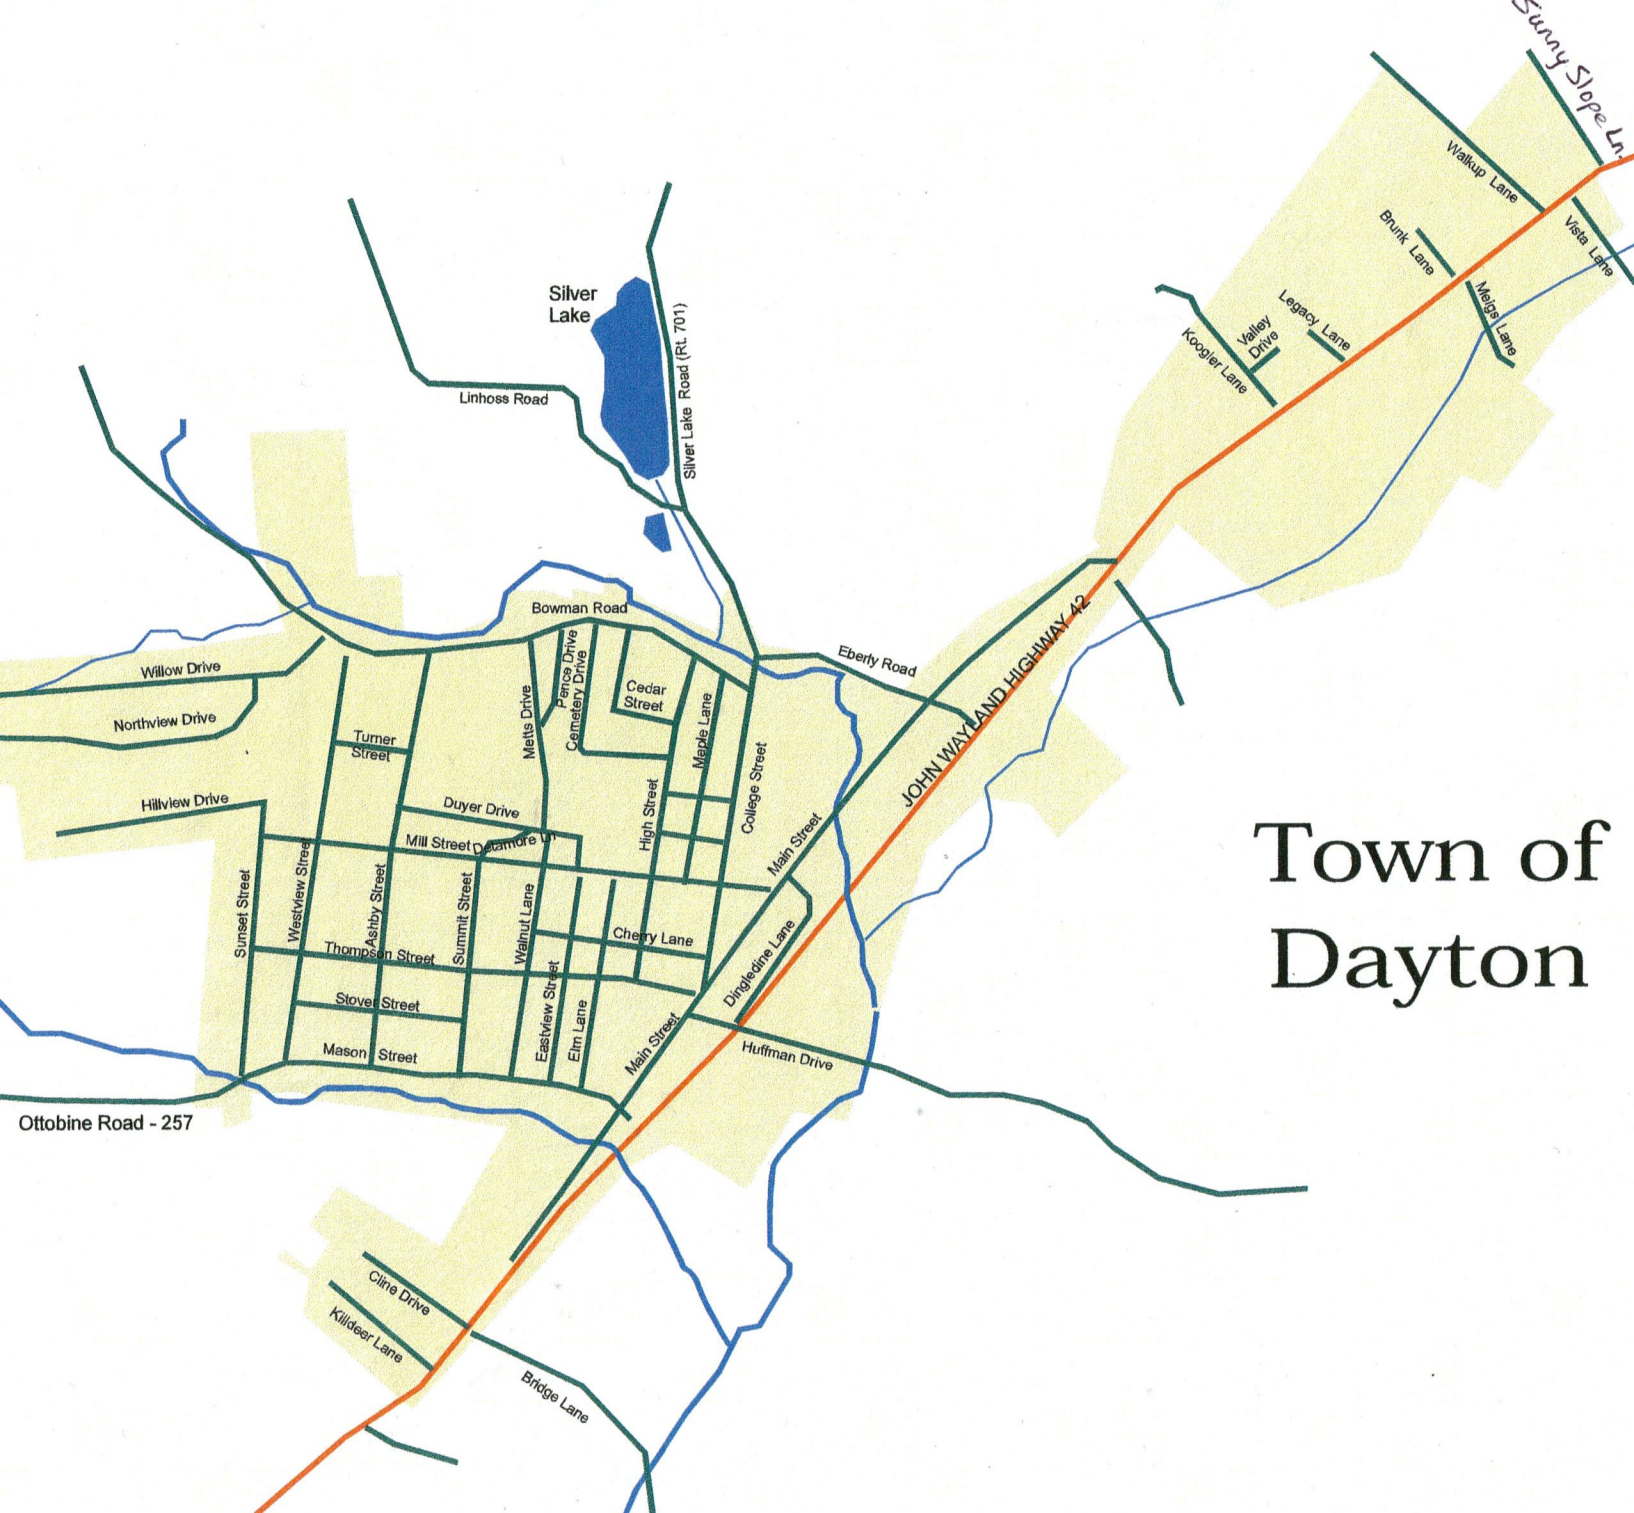 Sunny Slope Ln.
Walkup Lane
Brunk Lane
Vista Lane
Meigs Lane
Legacy Lane
Valley
Drive
Koogler Lane
Silver
Lake
Silver Lake Road (Rt. 701)
Linhoss Road
Bowman Road
Eberly Road
Willow Drive
Northview Drive
Pence Drive
Cemetery Drive
Metts Drive
Cedar
Street
Maple Lane
College Street
High Street
Turner
Street
Hillview Drive
Duyer Drive
Mill Street
Detamore Ln
JOHN WAYLAND HIGHWAY 42
Main Street
Town of
Dayton
Sunset Street
Westview Street
Ashby Street
Summit Street
Walnut Lane
Cherry Lane
Thompson Street
Dingledine Lane
Eastview Street
Elm Lane
Stover Street
Main Street
Mason Street
Huffman Drive
Ottobine Road - 257
Cline Drive
Killdeer Lane
Bridge Lane